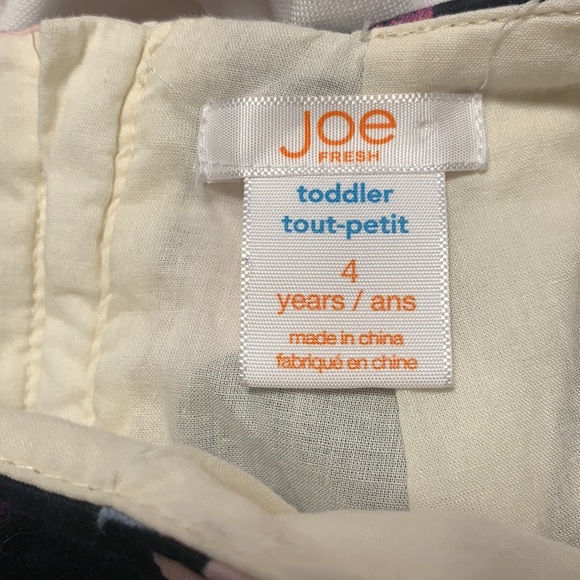 Joe
FRESH
toddler
tout-petit
4
years / ans
made in china
fabriqué en chine